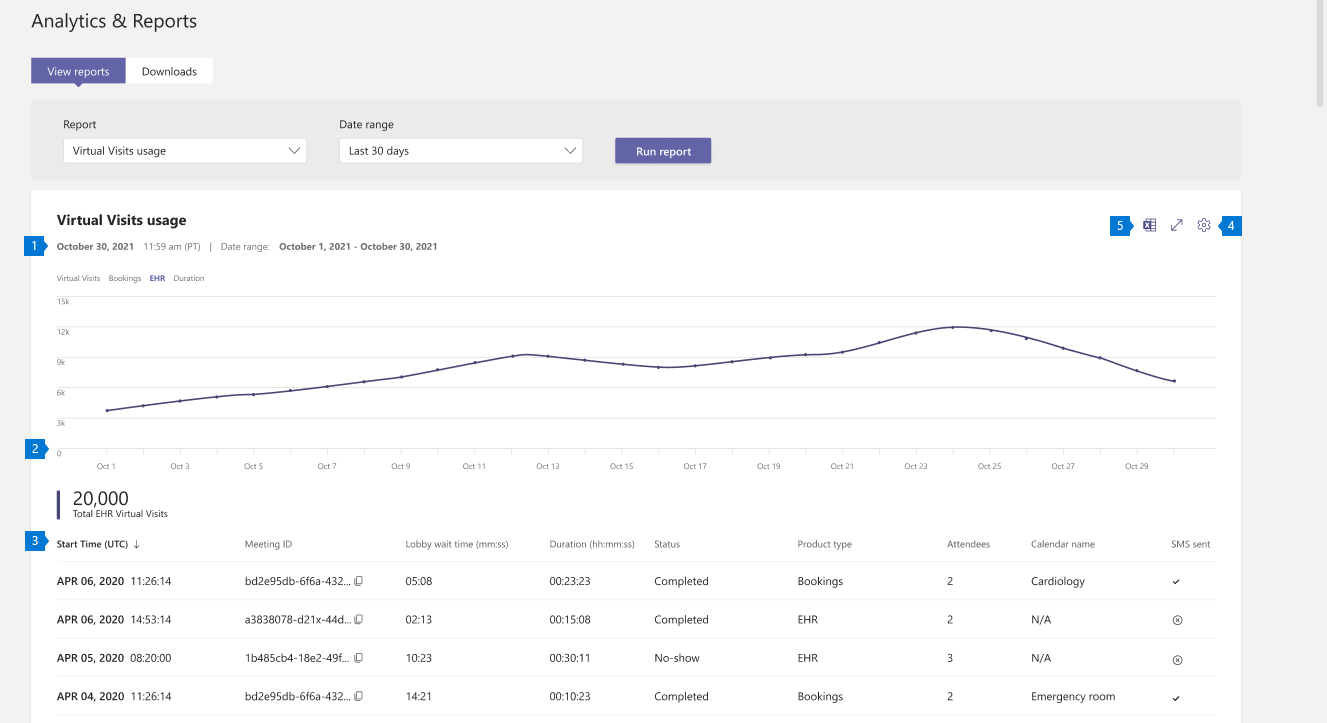 Analytics & Reports
View reports Downloads
Report Date range
Virtual Visits usage Last 30 days Run report
Virtual Visits usage
5 4
1 October 30, 2021 11:59 am (PT) | Date range: October 1, 2021 - October 30, 2021
Virtual Visits Bookings EHR Duration
15k
12k
9k
6k
3k
2 0
Oct 1 Oct 3 Oct 5 Oct 7 Oct 9 Oct 11 Oct 13 Oct 15 Oct 17 Oct 19 Oct 21 Oct 23 Oct 25 Oct 27 Oct 29
20,000
Total EHR Virtual Visits
3 Start Time (UTC) ↓ Meeting ID Lobby wait time (mm:ss) Duration (hh:mm:ss) Status Product type Attendees Calendar name SMS sent
APR 06, 2020 11:26:14 bd2e95db-6f6a-432... 05:08 00:23:23 Completed Bookings 2 Cardiology
APR 06, 2020 14:53:14 a3838078-d21x-44d... 02:13 00:15:08 Completed EHR 2 N/A
APR 05, 2020 08:20:00 1b485cb4-18e2-49f... 10:23 00:30:11 No-show EHR 3 N/A
APR 04, 2020 11:26:14 bd2e95db-6f6a-432... 14:21 00:10:23 Completed Bookings 2 Emergency room